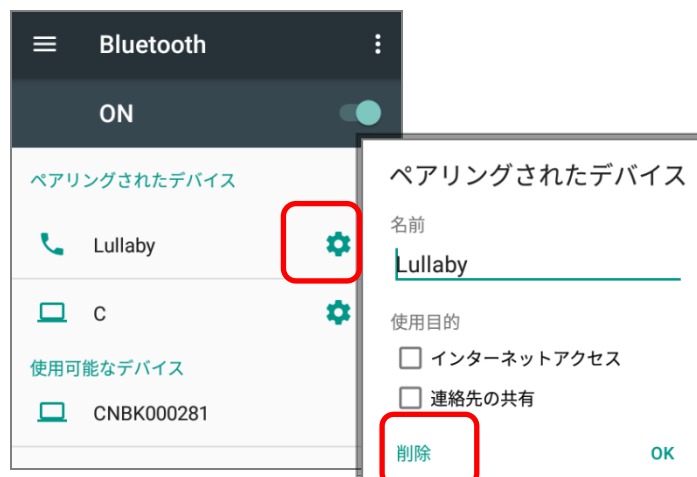 Bluetooth
ON
ペアリングされたデバイス
Lullaby
C
使用可能なデバイス
CNBK000281
ペアリングされたデバイス
名前
Lullaby
使用目的
インターネットアクセス
連絡先の共有
削除 OK